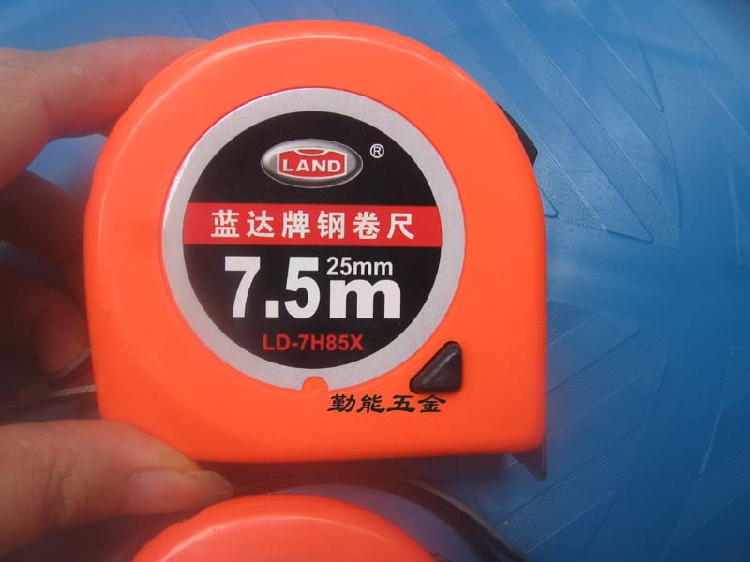 LAND ®
蓝达牌钢卷尺
25mm
7.5m
LD-7H85X
勤能五金